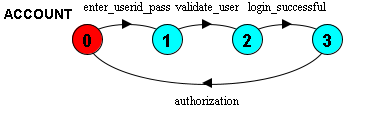 ACCOUNT
enter_userid_pass validate_user login_successful
0 1 2 3
authorization